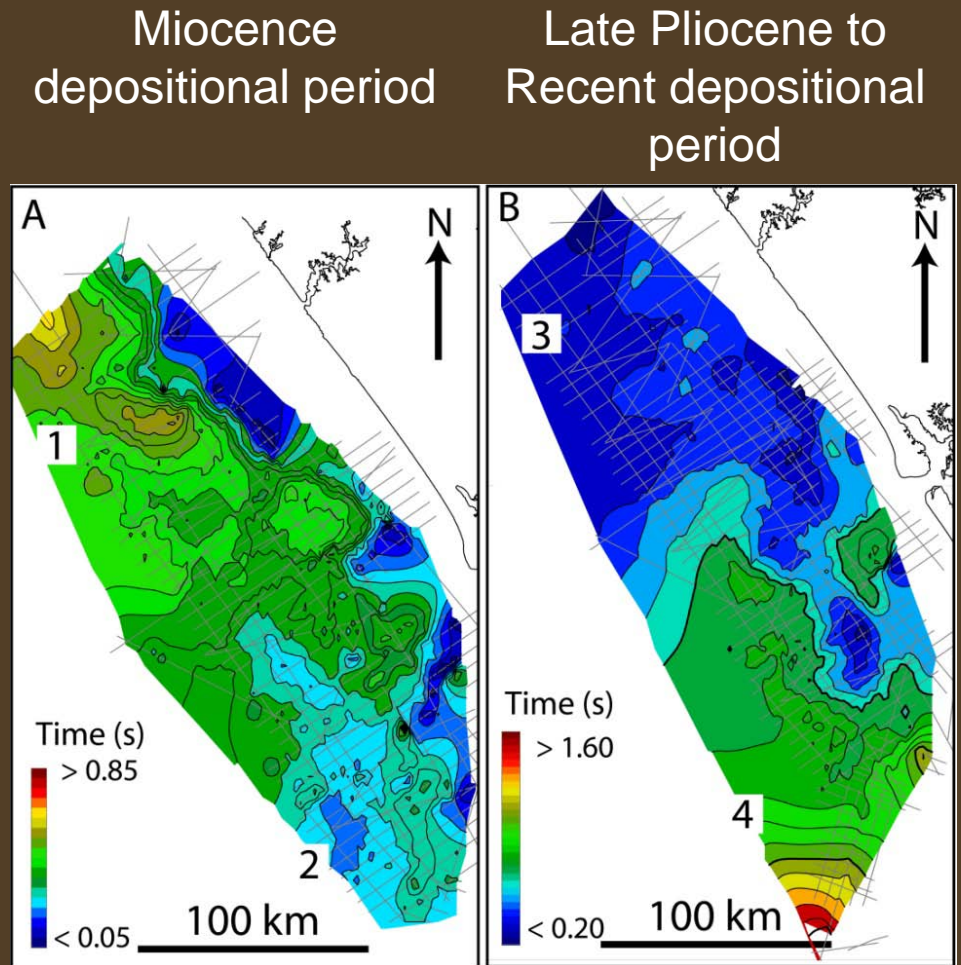 Miocence
depositional period
Late Pliocene to
Recent depositional
period
A
N
1
2
Time (s)
> 0.85
< 0.05
100 km
B
N
3
4
Time (s)
> 1.60
< 0.20
100 km